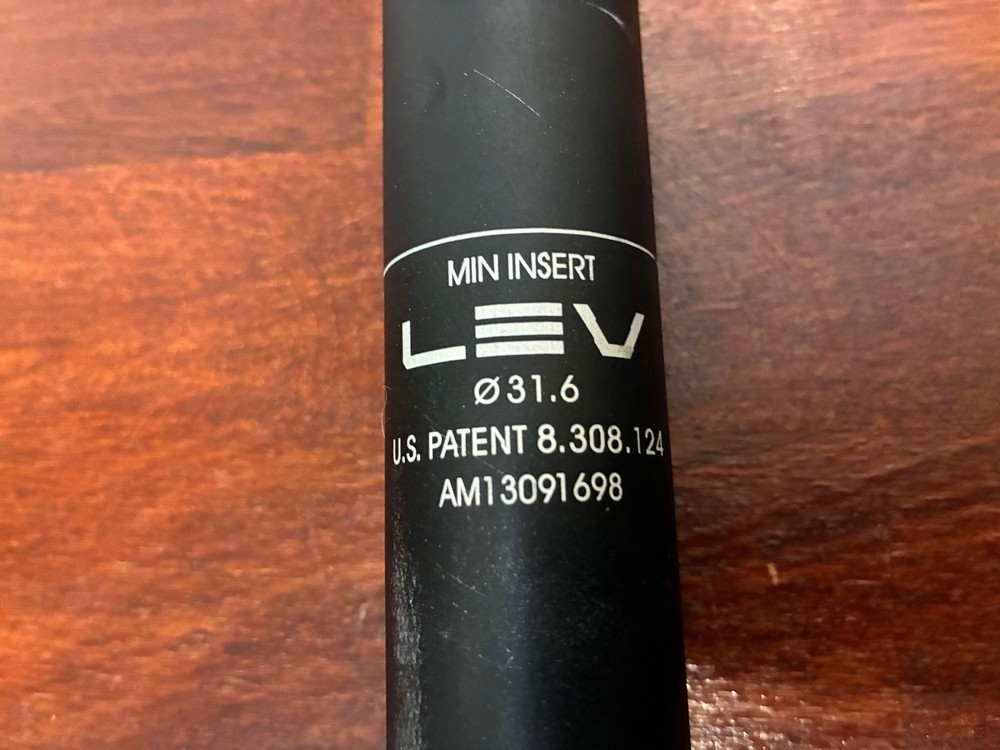 MIN INSERT
LEV
Ø31.6
U.S. PATENT 8.308.124
AM13091698